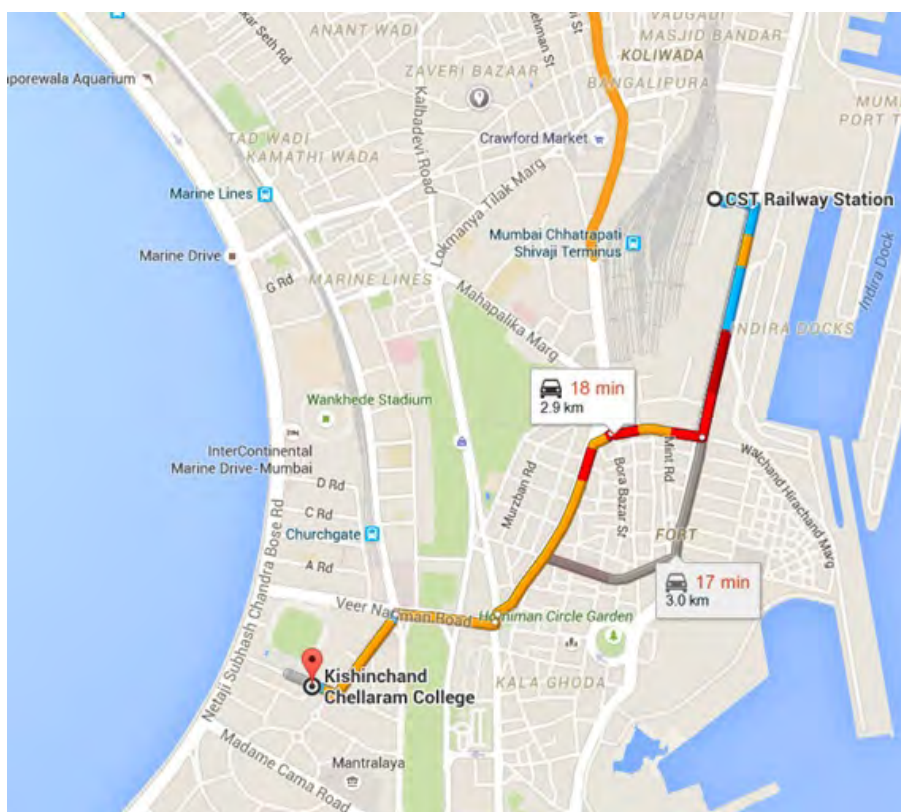 kar Seth Rd
ANANT WADI
VADGADI
MASJID BANDAR
KOLIWADA
BANGALIPURA
ZAVERI BAZAAR
aporewala Aquarium
Kalbadevi Road
Crawford Market
TAD WADI
KAMATHI WADA
Marine Lines
Lokmanya Tilak Marg
CST Railway Station
Mumbai Chhatrapati
Shivaji Terminus
Marine Drive
G Rd
MARINE LINES
Mahapalika Marg
Indira Dock
INDIRA DOCKS
18 min
2.9 km
Wankhede Stadium
InterContinental
Marine Drive-Mumbai
D Rd
C Rd
A Rd
Murzban Rd
Bora Bazar St
Mint Rd
Walchand Hirachand Marg
Churchgate
FORT
17 min
3.0 km
Netaji Subhash Chandra Bose Rd
Veer Nariman Road
Horniman Circle Garden
Kishinchand
Chellaram College
KALA GHODA
Madame Cama Road
Mantralaya